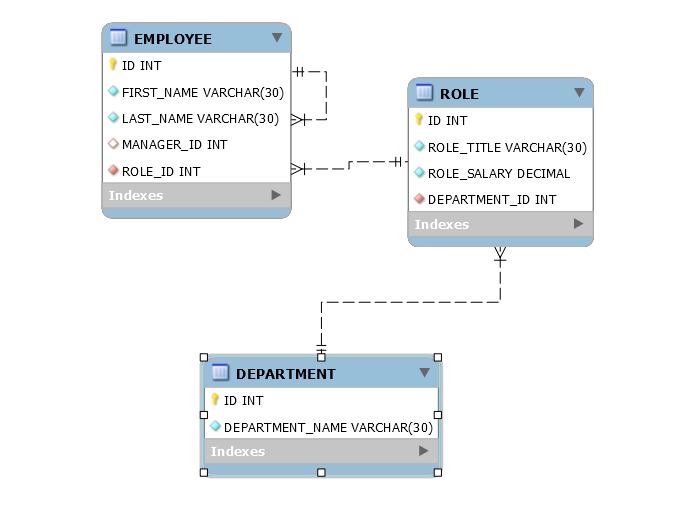 EMPLOYEE
ID INT
FIRST_NAME VARCHAR(30)
LAST_NAME VARCHAR(30)
MANAGER_ID INT
ROLE_ID INT
Indexes
ROLE
ID INT
ROLE_TITLE VARCHAR(30)
ROLE_SALARY DECIMAL
DEPARTMENT_ID INT
Indexes
DEPARTMENT
ID INT
DEPARTMENT_NAME VARCHAR(30)
Indexes